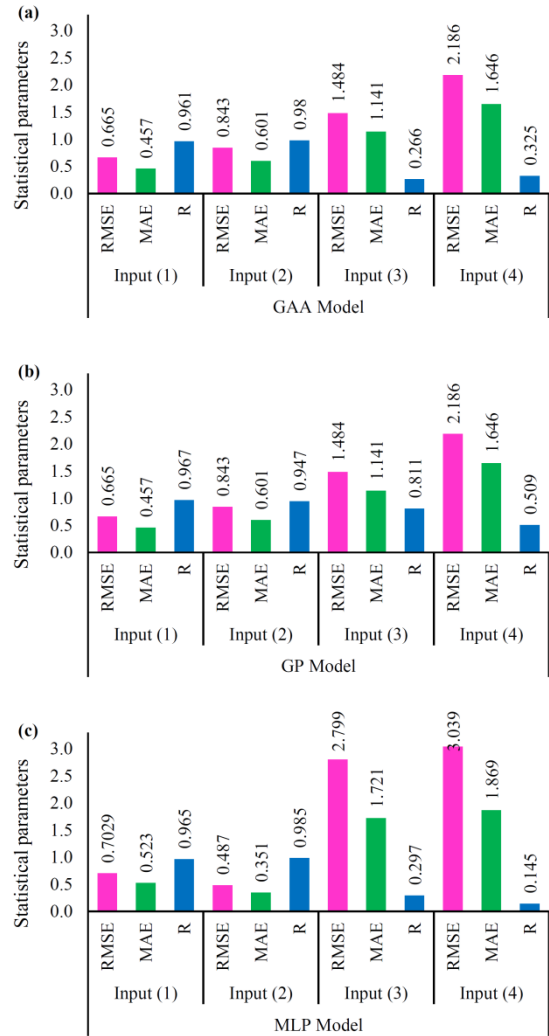 (a)
Statistical parameters
3.0
2.5
2.0
1.5
1.0
0.5
0.0
0.665
0.457
0.961
0.843
0.601
0.98
1.484
1.141
0.266
2.186
1.646
0.325
RMSE
MAE
R
RMSE
MAE
R
RMSE
MAE
R
RMSE
MAE
R
Input (1)
Input (2)
Input (3)
Input (4)
GAA Model
(b)
Statistical parameters
3.0
2.5
2.0
1.5
1.0
0.5
0.0
0.665
0.457
0.967
0.843
0.601
0.947
1.484
1.141
0.811
2.186
1.646
0.509
RMSE
MAE
R
RMSE
MAE
R
RMSE
MAE
R
RMSE
MAE
R
Input (1)
Input (2)
Input (3)
Input (4)
GP Model
(c)
Statistical parameters
3.0
2.5
2.0
1.5
1.0
0.5
0.0
0.7029
0.523
0.965
0.487
0.351
0.985
2.799
1.721
0.297
3.039
1.869
0.145
RMSE
MAE
R
RMSE
MAE
R
RMSE
MAE
R
RMSE
MAE
R
Input (1)
Input (2)
Input (3)
Input (4)
MLP Model